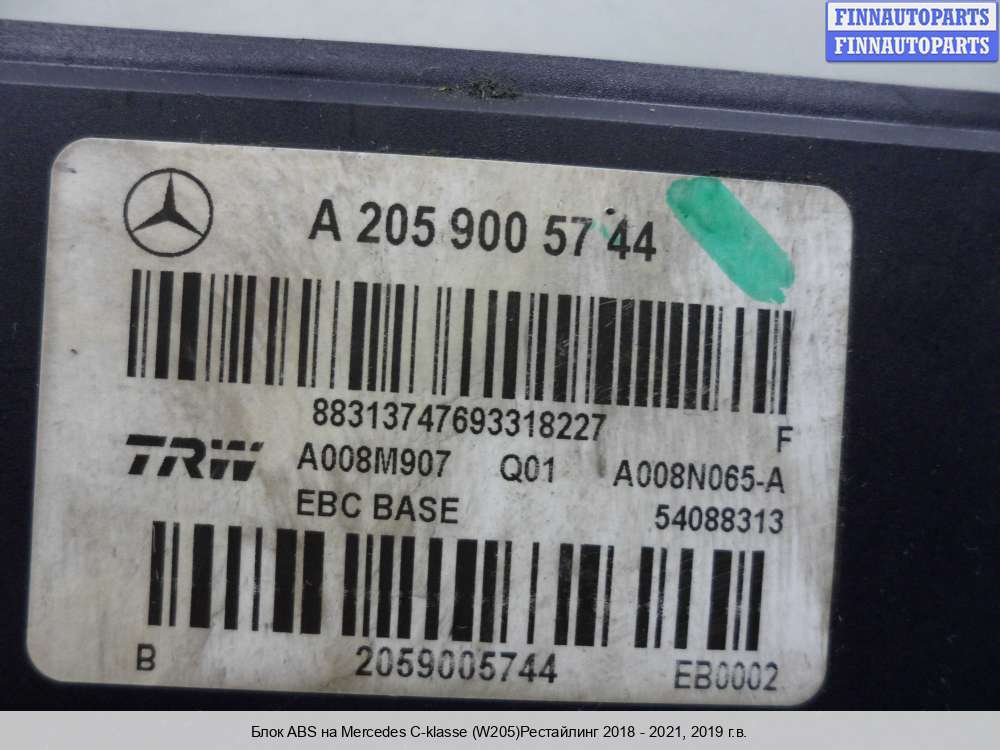 FINNAUTOPARTS
FINNAUTOPARTS
A 205 900 57 44
88313747693318227
F
TRW A008M907 Q01 A008N065-A
EBC BASE 54088313
B 2059005744 EB0002
Блок ABS на Mercedes C-klasse (W205)Рестайлинг 2018 - 2021, 2019 г.в.